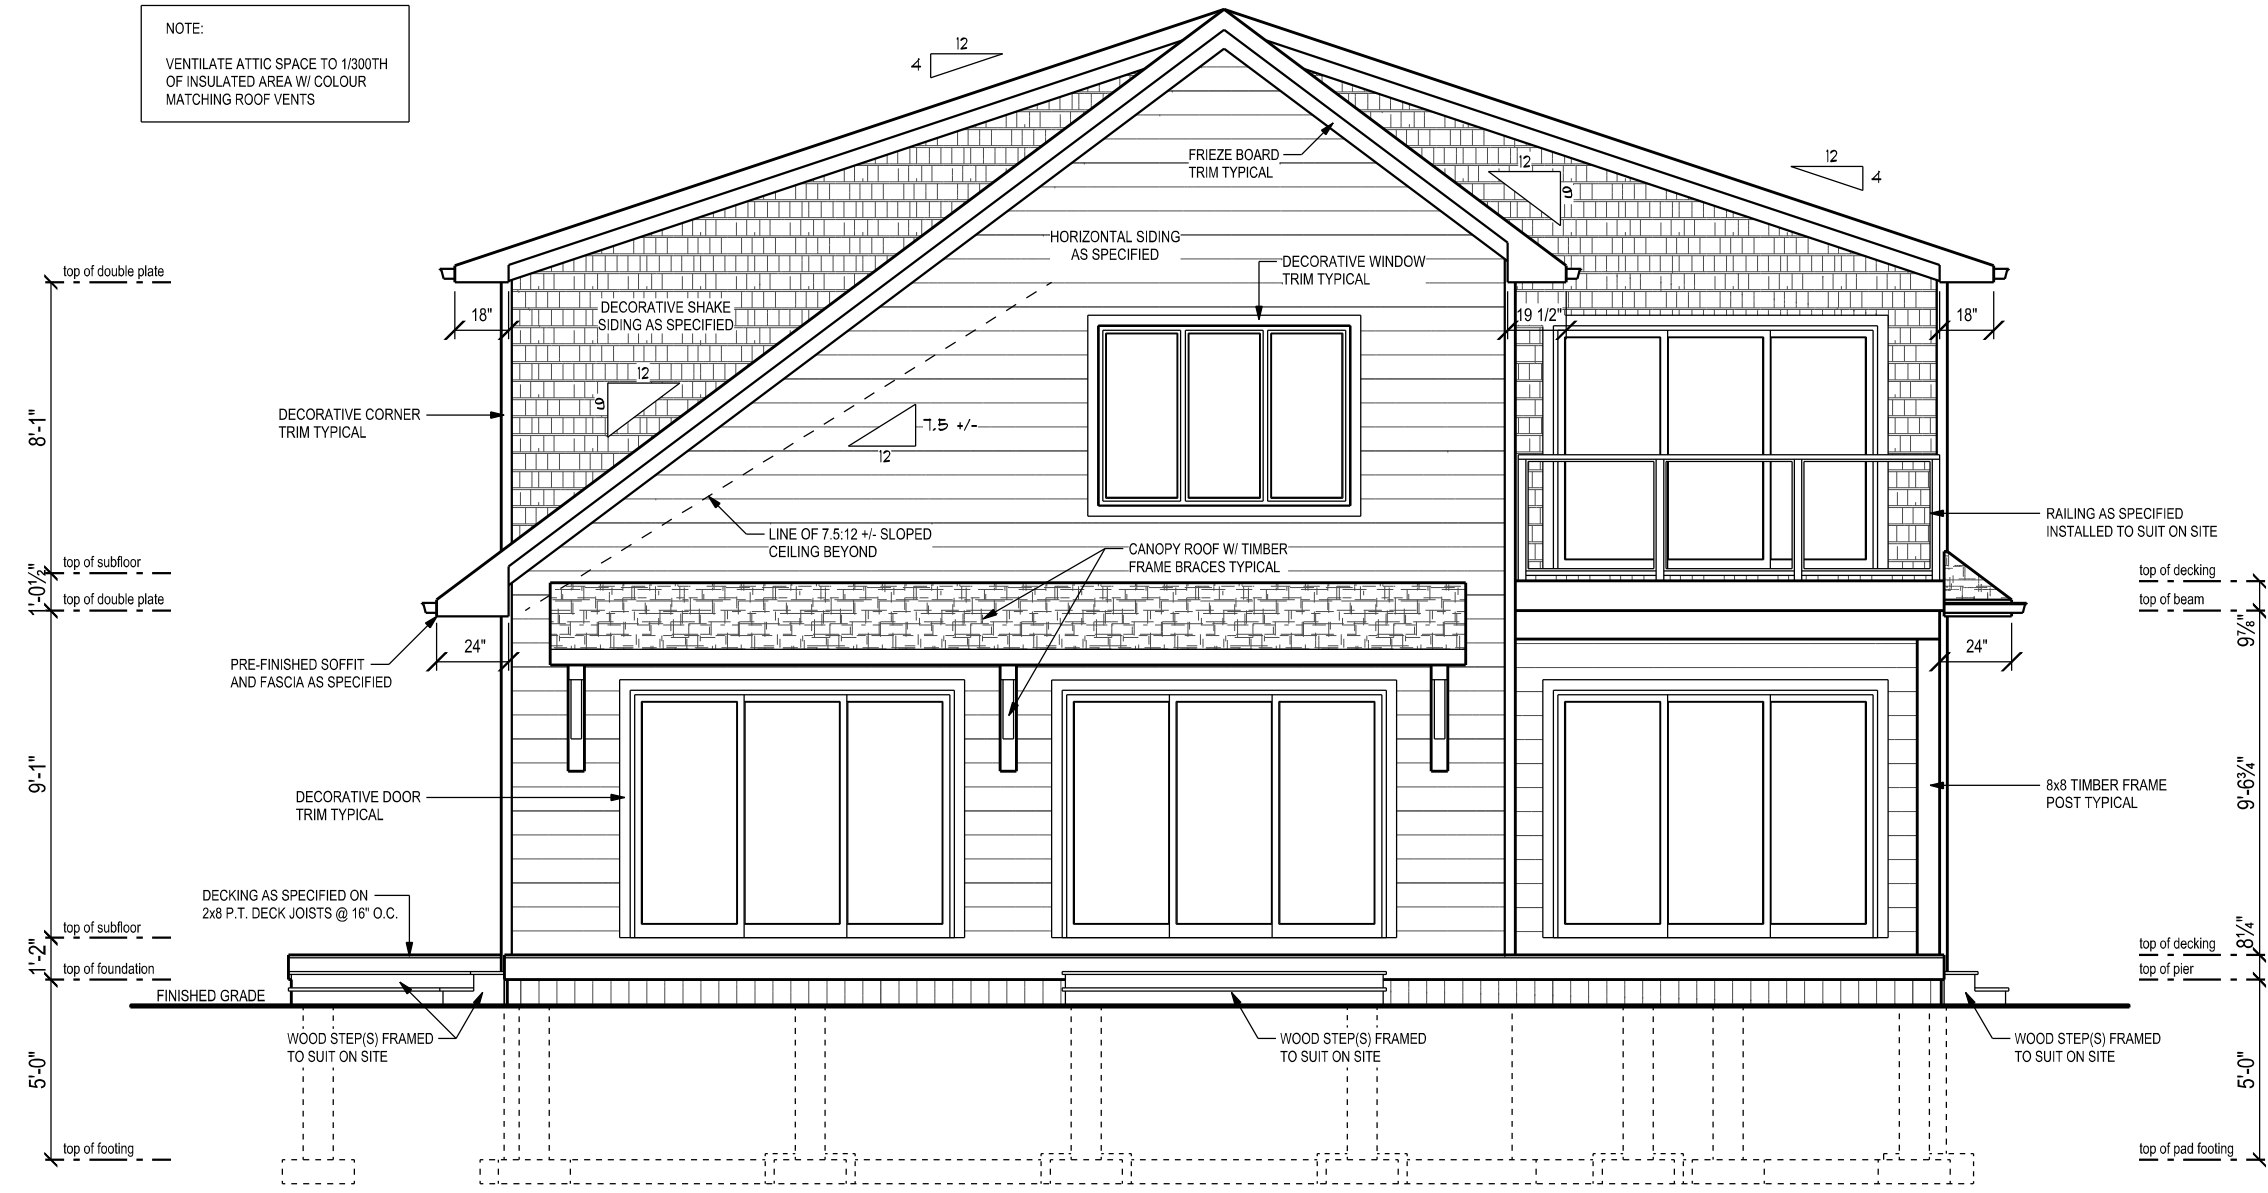 NOTE:
VENTILATE ATTIC SPACE TO 1/300TH
OF INSULATED AREA W/ COLOUR
MATCHING ROOF VENTS
12
4
FRIEZE BOARD
TRIM TYPICAL
12
9
12
4
HORIZONTAL SIDING
AS SPECIFIED
DECORATIVE WINDOW
TRIM TYPICAL
top of double plate
18"
DECORATIVE SHAKE
SIDING AS SPECIFIED
19 1/2"
18"
12
9
8'-1"
DECORATIVE CORNER
TRIM TYPICAL
7.5 +/-
12
LINE OF 7.5:12 +/- SLOPED
CEILING BEYOND
CANOPY ROOF W/ TIMBER
FRAME BRACES TYPICAL
RAILING AS SPECIFIED
INSTALLED TO SUIT ON SITE
top of subfloor
1'-0½"
top of double plate
top of decking
top of beam
9⅞"
24"
24"
PRE-FINISHED SOFFIT
AND FASCIA AS SPECIFIED
9'-1"
DECORATIVE DOOR
TRIM TYPICAL
8x8 TIMBER FRAME
POST TYPICAL
9'-6¾"
DECKING AS SPECIFIED ON
2x8 P.T. DECK JOISTS @ 16" O.C.
top of subfloor
1'-2"
top of foundation
top of decking
8¼"
top of pier
FINISHED GRADE
WOOD STEP(S) FRAMED
TO SUIT ON SITE
WOOD STEP(S) FRAMED
TO SUIT ON SITE
WOOD STEP(S) FRAMED
TO SUIT ON SITE
5'-0"
5'-0"
top of footing
top of pad footing